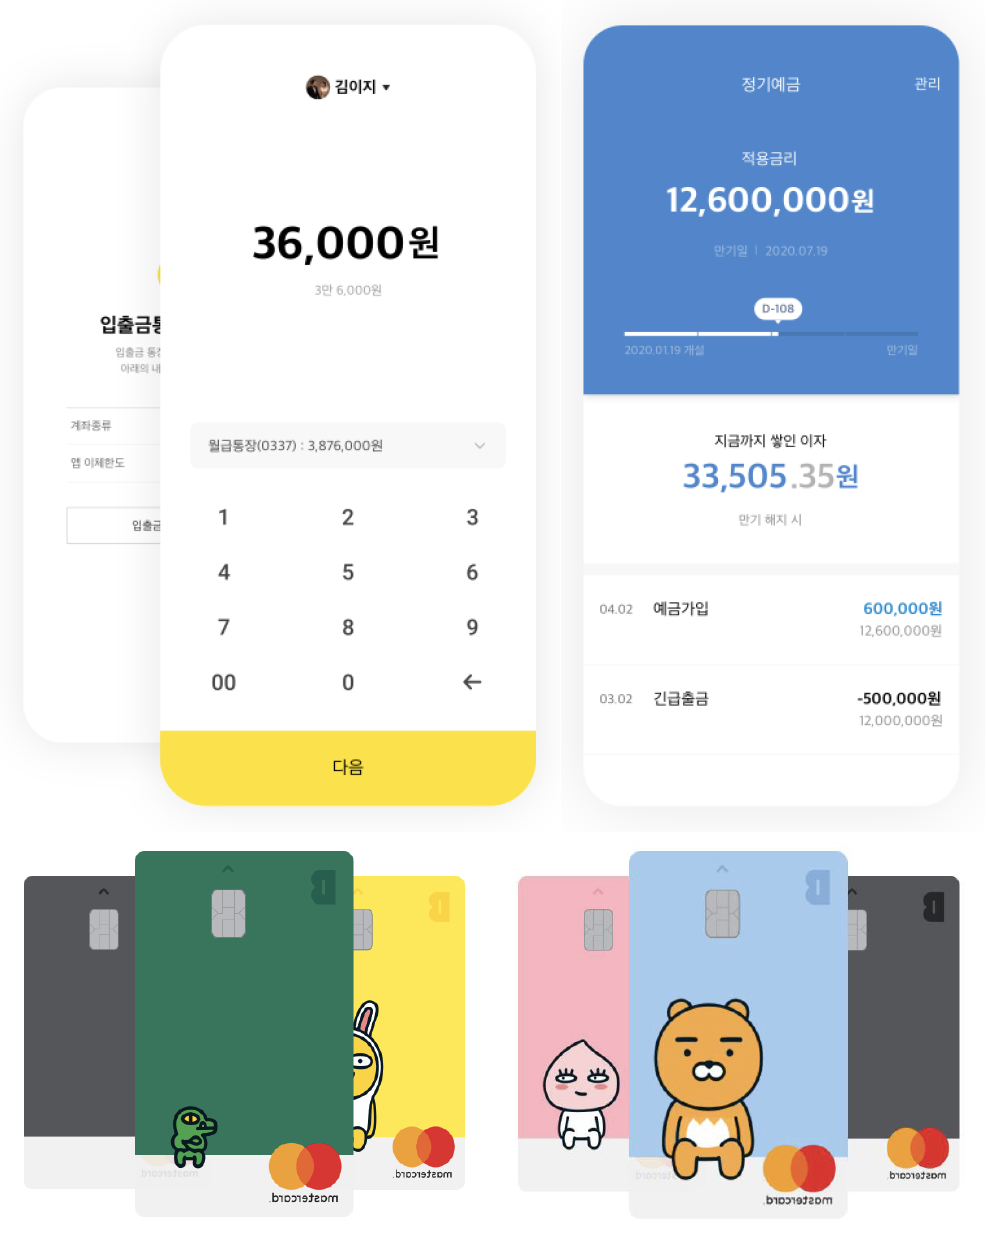 김이지
36,000원
3만 6,000원
월급통장(0337) : 3,876,000원
1 2 3
4 5 6
7 8 9
00 0
다음
입출금
입출금
아래의 내
계좌종류
앱 이체한도
입출금
정기예금
관리
적용금리
12,600,000원
만기일 | 2020.07.19
D-108
2020.01.19 개설
만기일
지금까지 쌓인 이자
33,505.35원
만기 해지 시
04.02 예금가입 600,000원
12,600,000원
03.02 긴급출금 -500,000원
12,000,000원
mastercard.
mastercard.
mastercard.
mastercard.
mastercard.
mastercard.